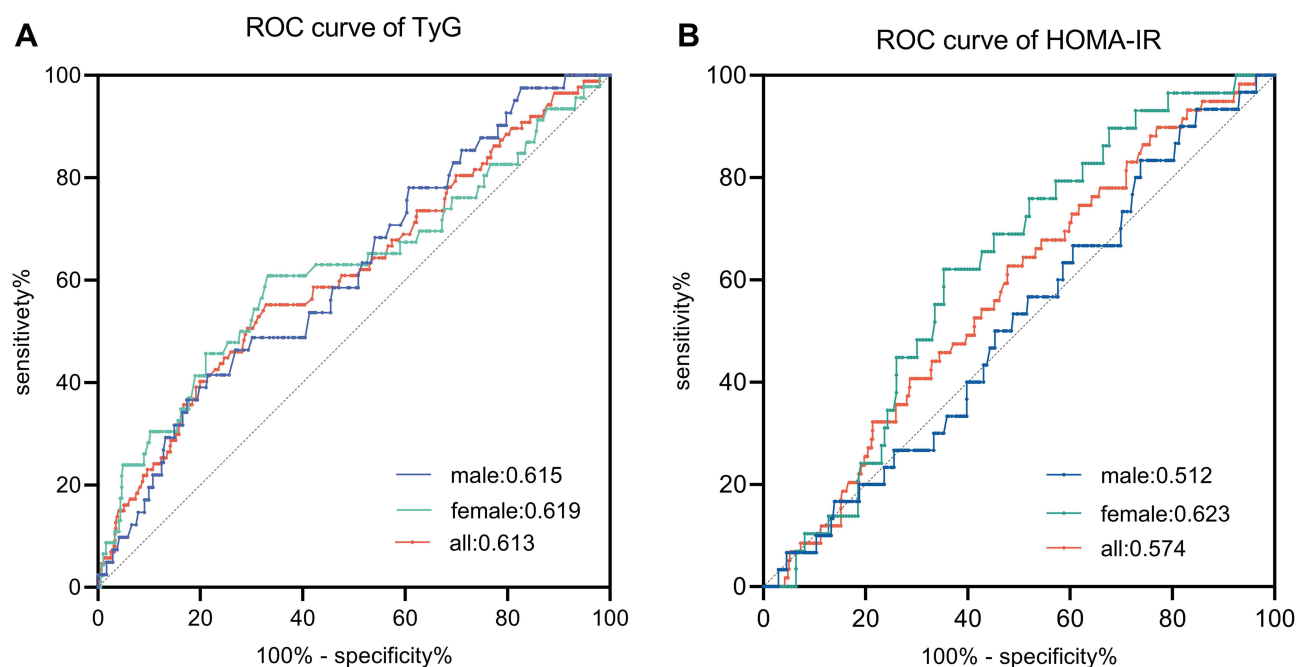 A
ROC curve of TyG
100
80
60
40
20
0
sensitivety%
male:0.615
female:0.619
all:0.613
0 20 40 60 80 100
100% - specificity%
B
ROC curve of HOMA-IR
100
80
60
40
20
0
sensitivity%
male:0.512
female:0.623
all:0.574
0 20 40 60 80 100
100% - specificity%